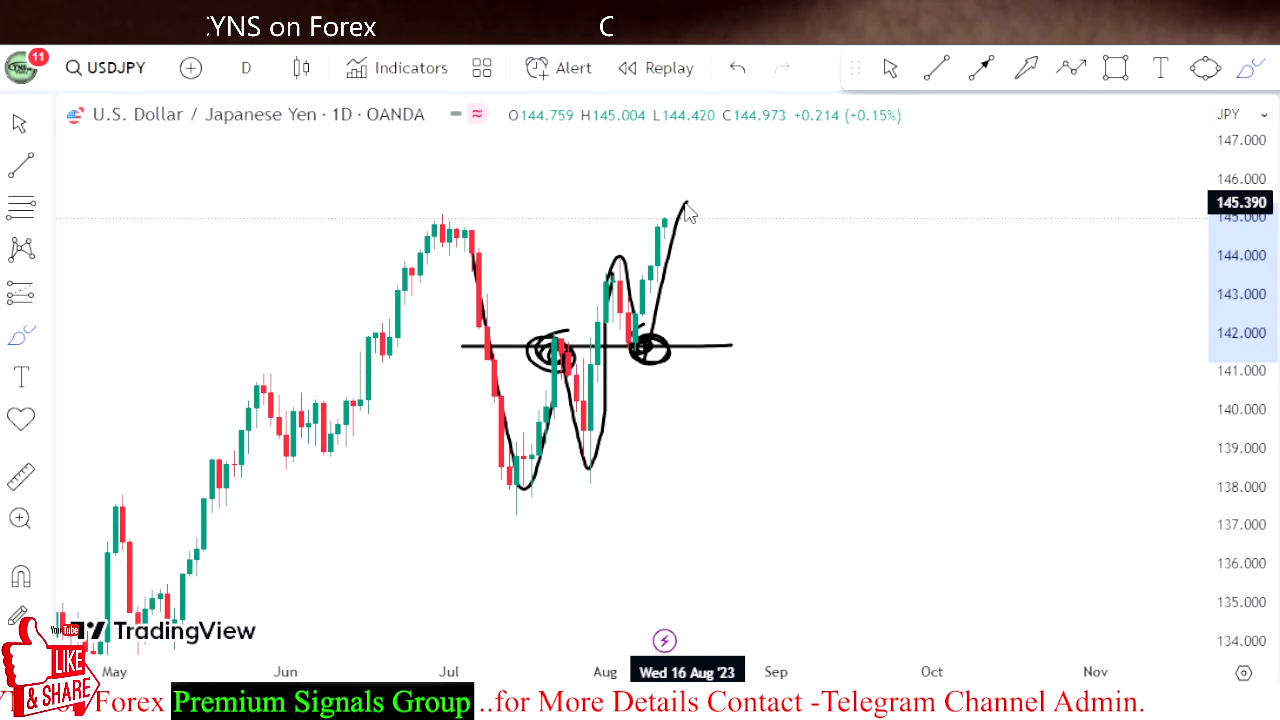 YNS on Forex C
11
USDJPY D Indicators Alert Replay T
U.S. Dollar / Japanese Yen · 1D · OANDA O144.759 H145.004 L144.420 C144.973 +0.214 (+0.15%) JPY
147.000
146.000
145.390
145.000
144.000
143.000
142.000
141.000
140.000
139.000
138.000
137.000
136.000
135.000
134.000
T
TradingView
YouTube
LIKE
& SHARE
May Jun Jul Aug Wed 16 Aug '23 Sep Oct Nov
Forex Premium Signals Group ..for More Details Contact -Telegram Channel Admin.